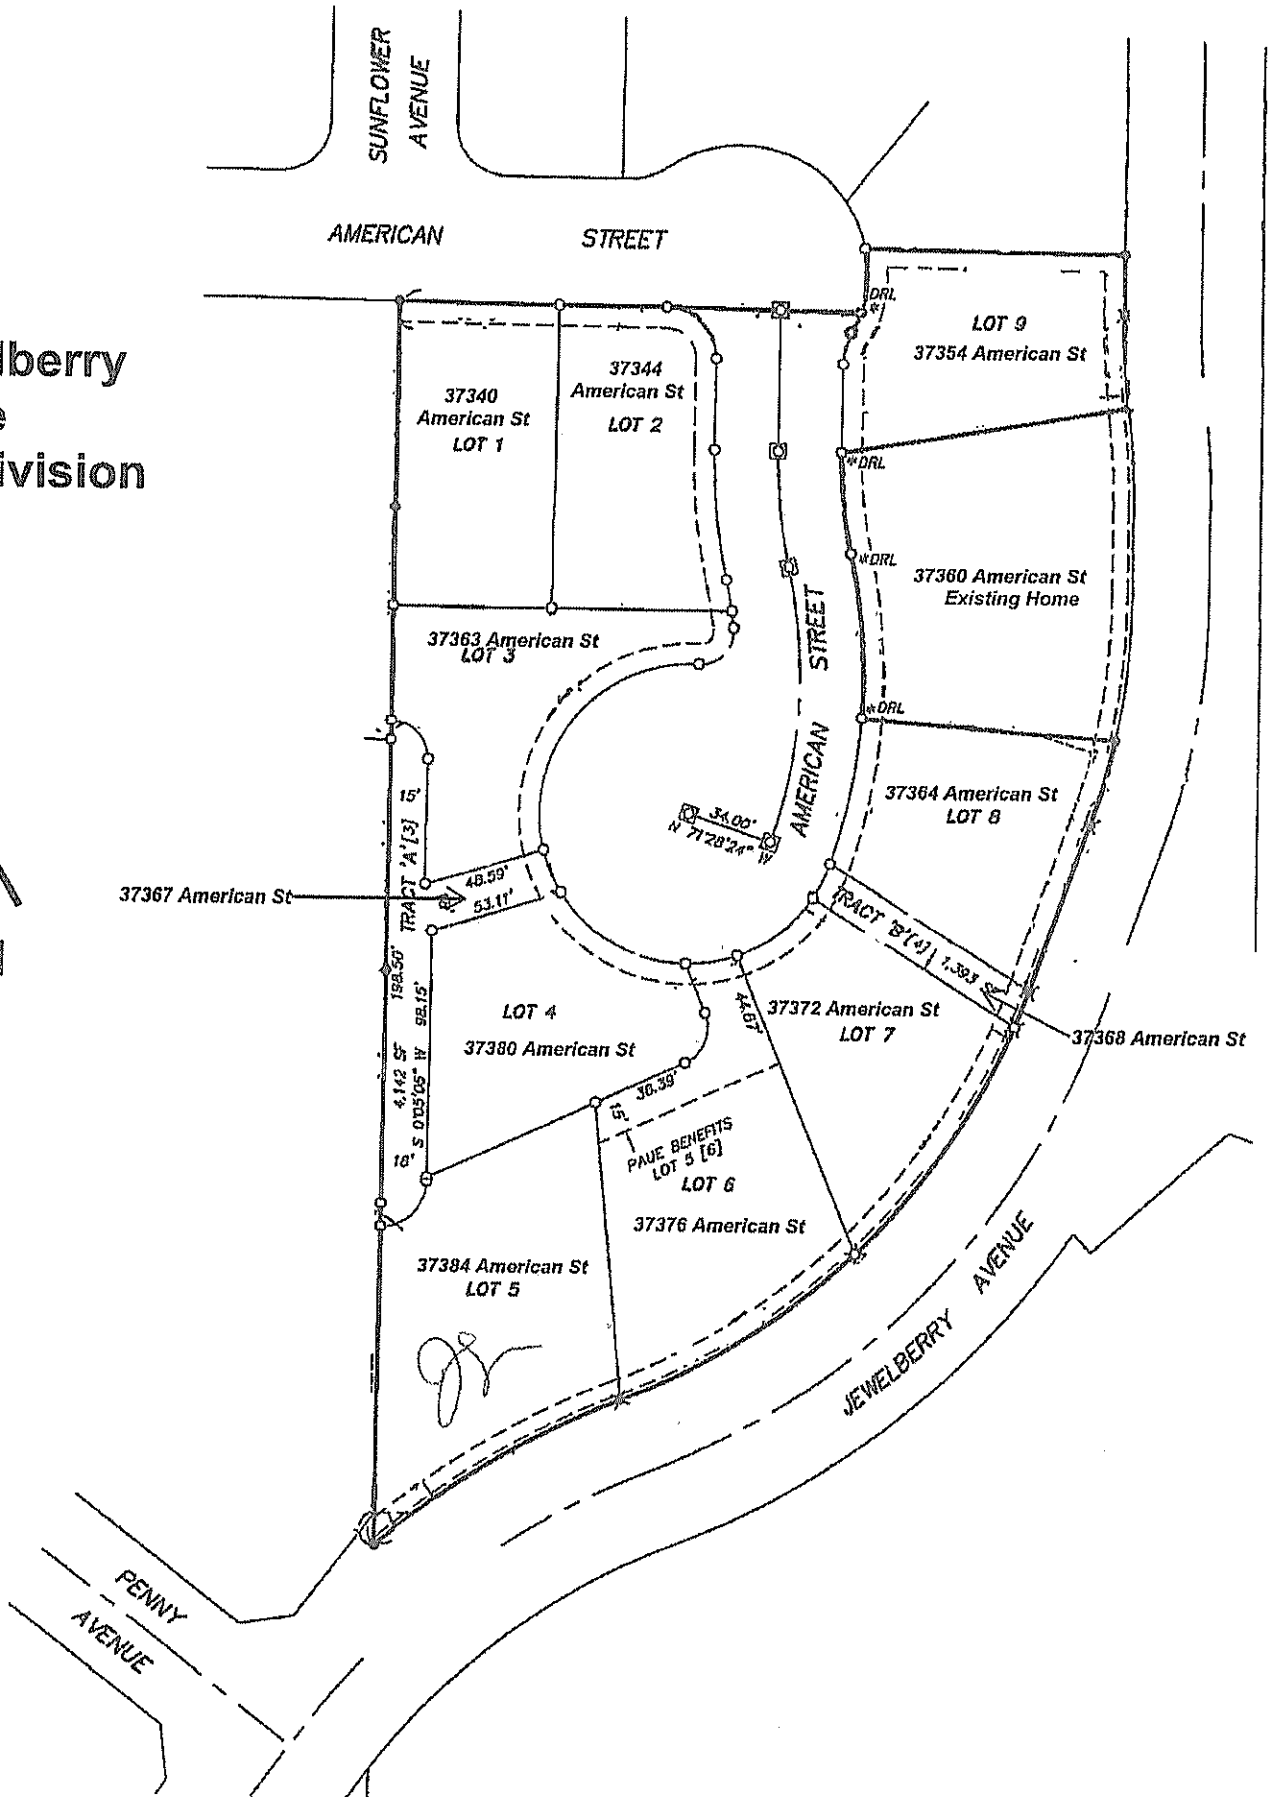 SUNFLOWER
AVENUE
AMERICAN STREET
lberry
ivision
DRL
*
LOT 9
37354 American St
37340
American St
LOT 1
37344
American St
LOT 2
*DRL
*DRL
37360 American St
Existing Home
AMERICAN STREET
37363 American St
LOT 3
*DRL
37364 American St
LOT 8
15'
TRACT 'A' [3]
34.00'
N 71°28'24" W
37367 American St
48.59'
53.11'
TRACT 'B' [4]
1,393
37368 American St
198.50'
4,142 SF
S 0°05'05" W 98.15'
LOT 4
37380 American St
44.67'
37372 American St
LOT 7
36.39'
15'
PAUE BENEFITS
LOT 5 [6]
LOT 6
37376 American St
37384 American St
LOT 5
JEWELBERRY AVENUE
PENNY
AVENUE